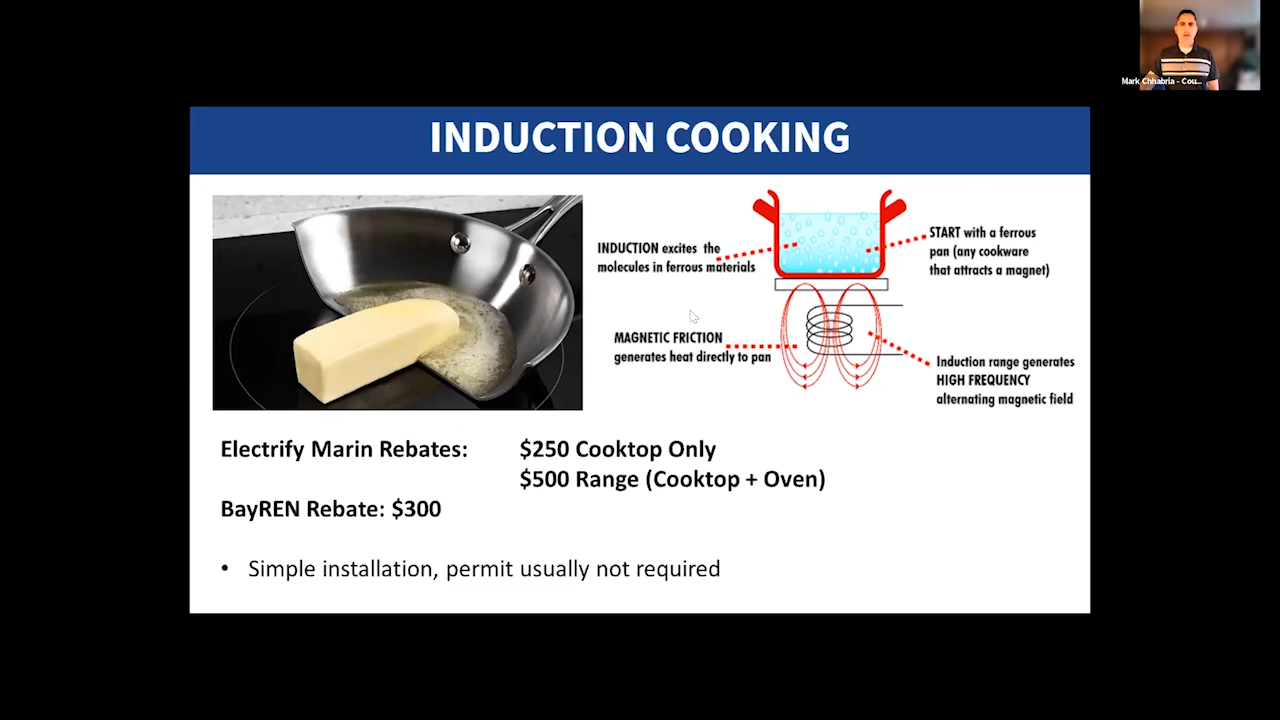 Mark Chhabria - Cou...
INDUCTION COOKING
INDUCTION excites the
molecules in ferrous materials
START with a ferrous
pan (any cookware
that attracts a magnet)
MAGNETIC FRICTION
generates heat directly to pan
Induction range generates
HIGH FREQUENCY
alternating magnetic field
Electrify Marin Rebates: $250 Cooktop Only
$500 Range (Cooktop + Oven)
BayREN Rebate: $300
• Simple installation, permit usually not required